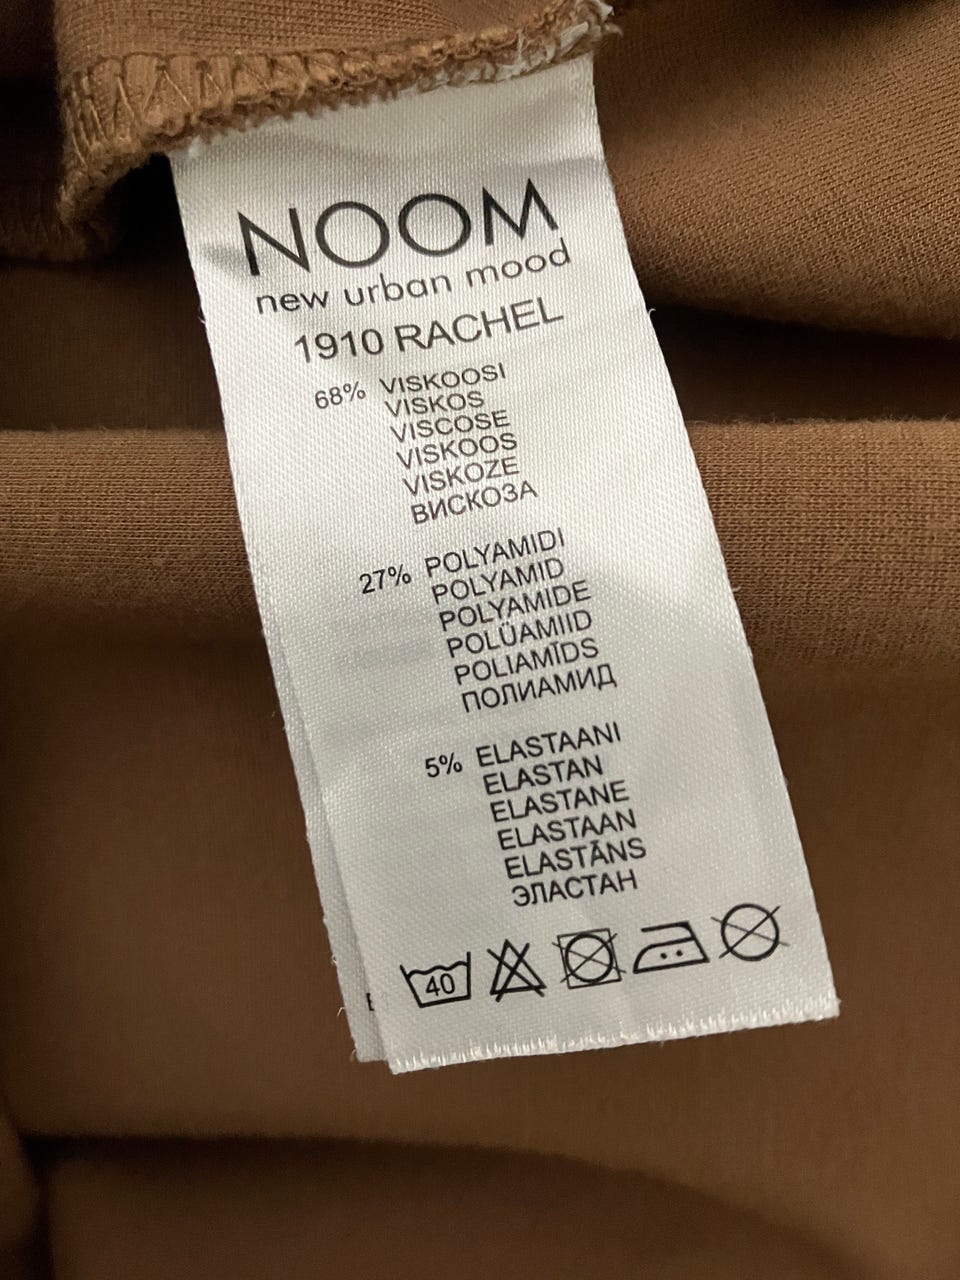 NOOM
new urban mood
1910 RACHEL
68% VISKOOSI
VISKOS
VISCOSE
VISKOOS
VISKOZE
ВИСКОЗА
27% POLYAMIDI
POLYAMID
POLYAMIDE
POLÜAMIID
POLIAMĪDS
ПОЛИАМИД
5% ELASTAANI
ELASTAN
ELASTANE
ELASTAAN
ELASTĀNS
ЭЛАСТАН
40